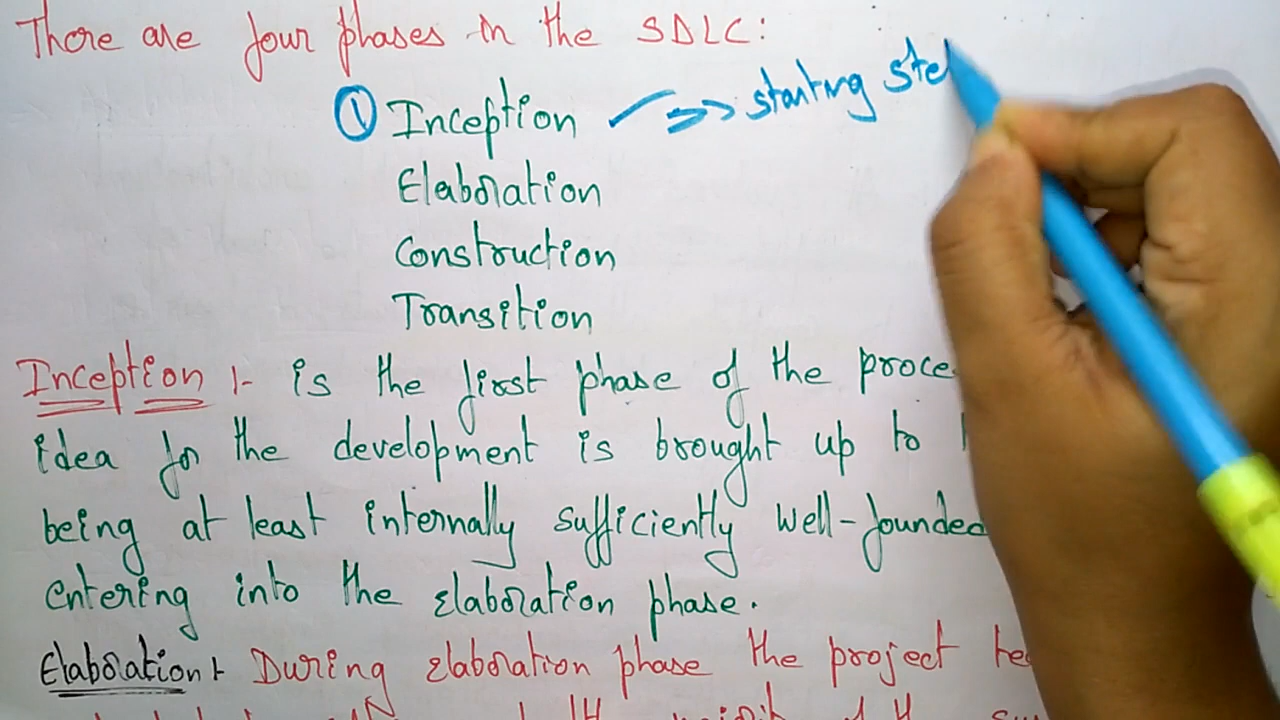 There are four phases in the SDLC:
① Inception ✓ => starting ste
Elaboration
Construction
Transition
Inception :- is the first phase of the proce
idea for the development is brought up to
being at least internally sufficiently well-founded
entering into the elaboration phase.
Elaboration :- During elaboration phase the project